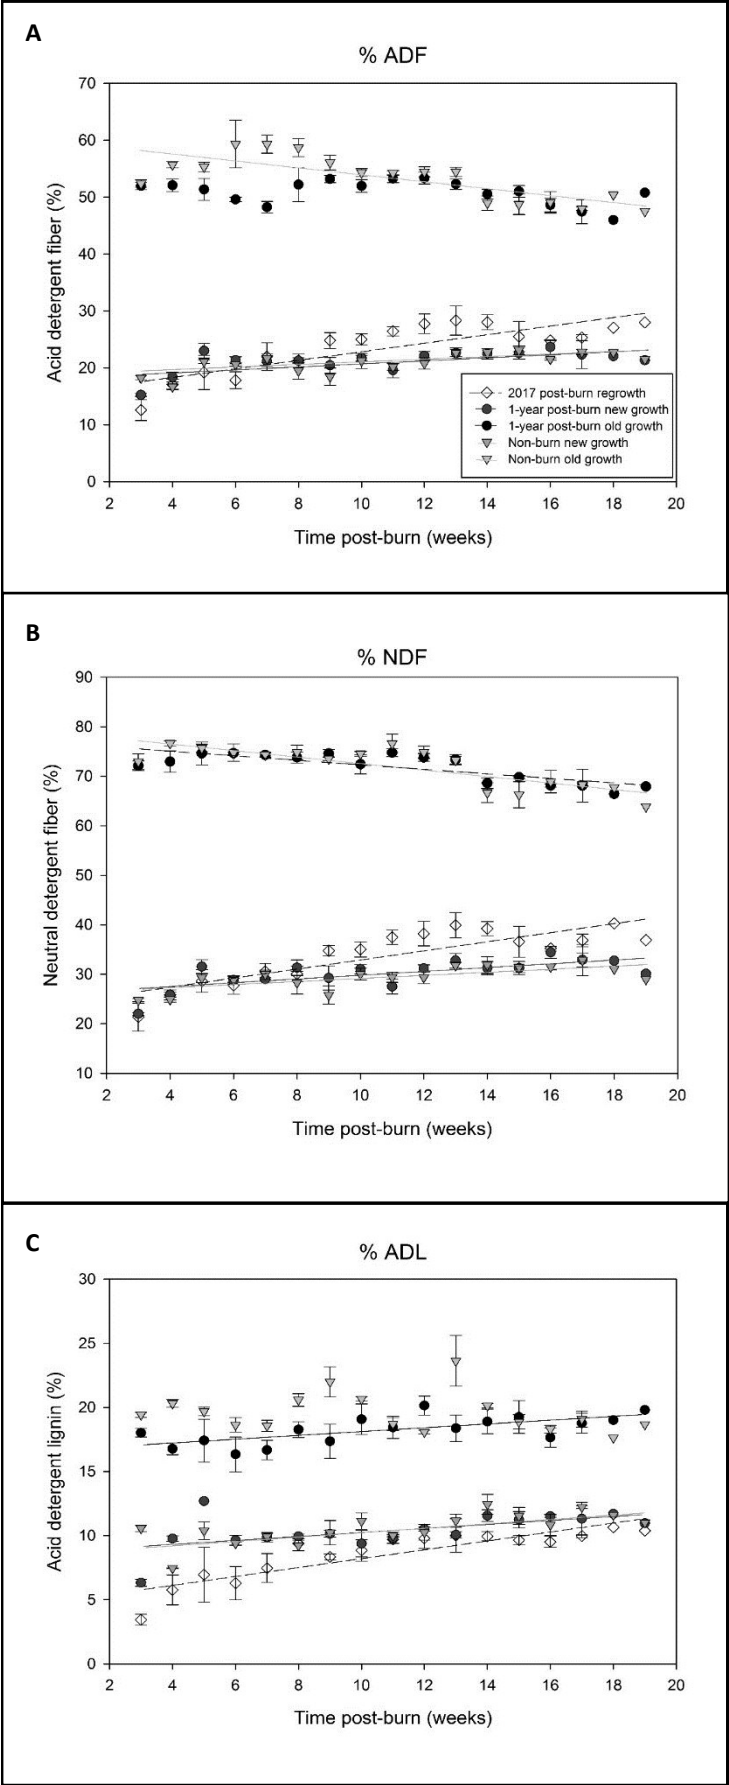 A
% ADF
70
60
50
40
30
20
10
0
Acid detergent fiber (%)
2017 post-burn regrowth
1-year post-burn new growth
1-year post-burn old growth
Non-burn new growth
Non-burn old growth
2 4 6 8 10 12 14 16 18 20
Time post-burn (weeks)
B
% NDF
90
80
70
60
50
40
30
20
10
Neutral detergent fiber (%)
2 4 6 8 10 12 14 16 18 20
Time post-burn (weeks)
C
% ADL
30
25
20
15
10
5
0
Acid detergent lignin (%)
2 4 6 8 10 12 14 16 18 20
Time post-burn (weeks)